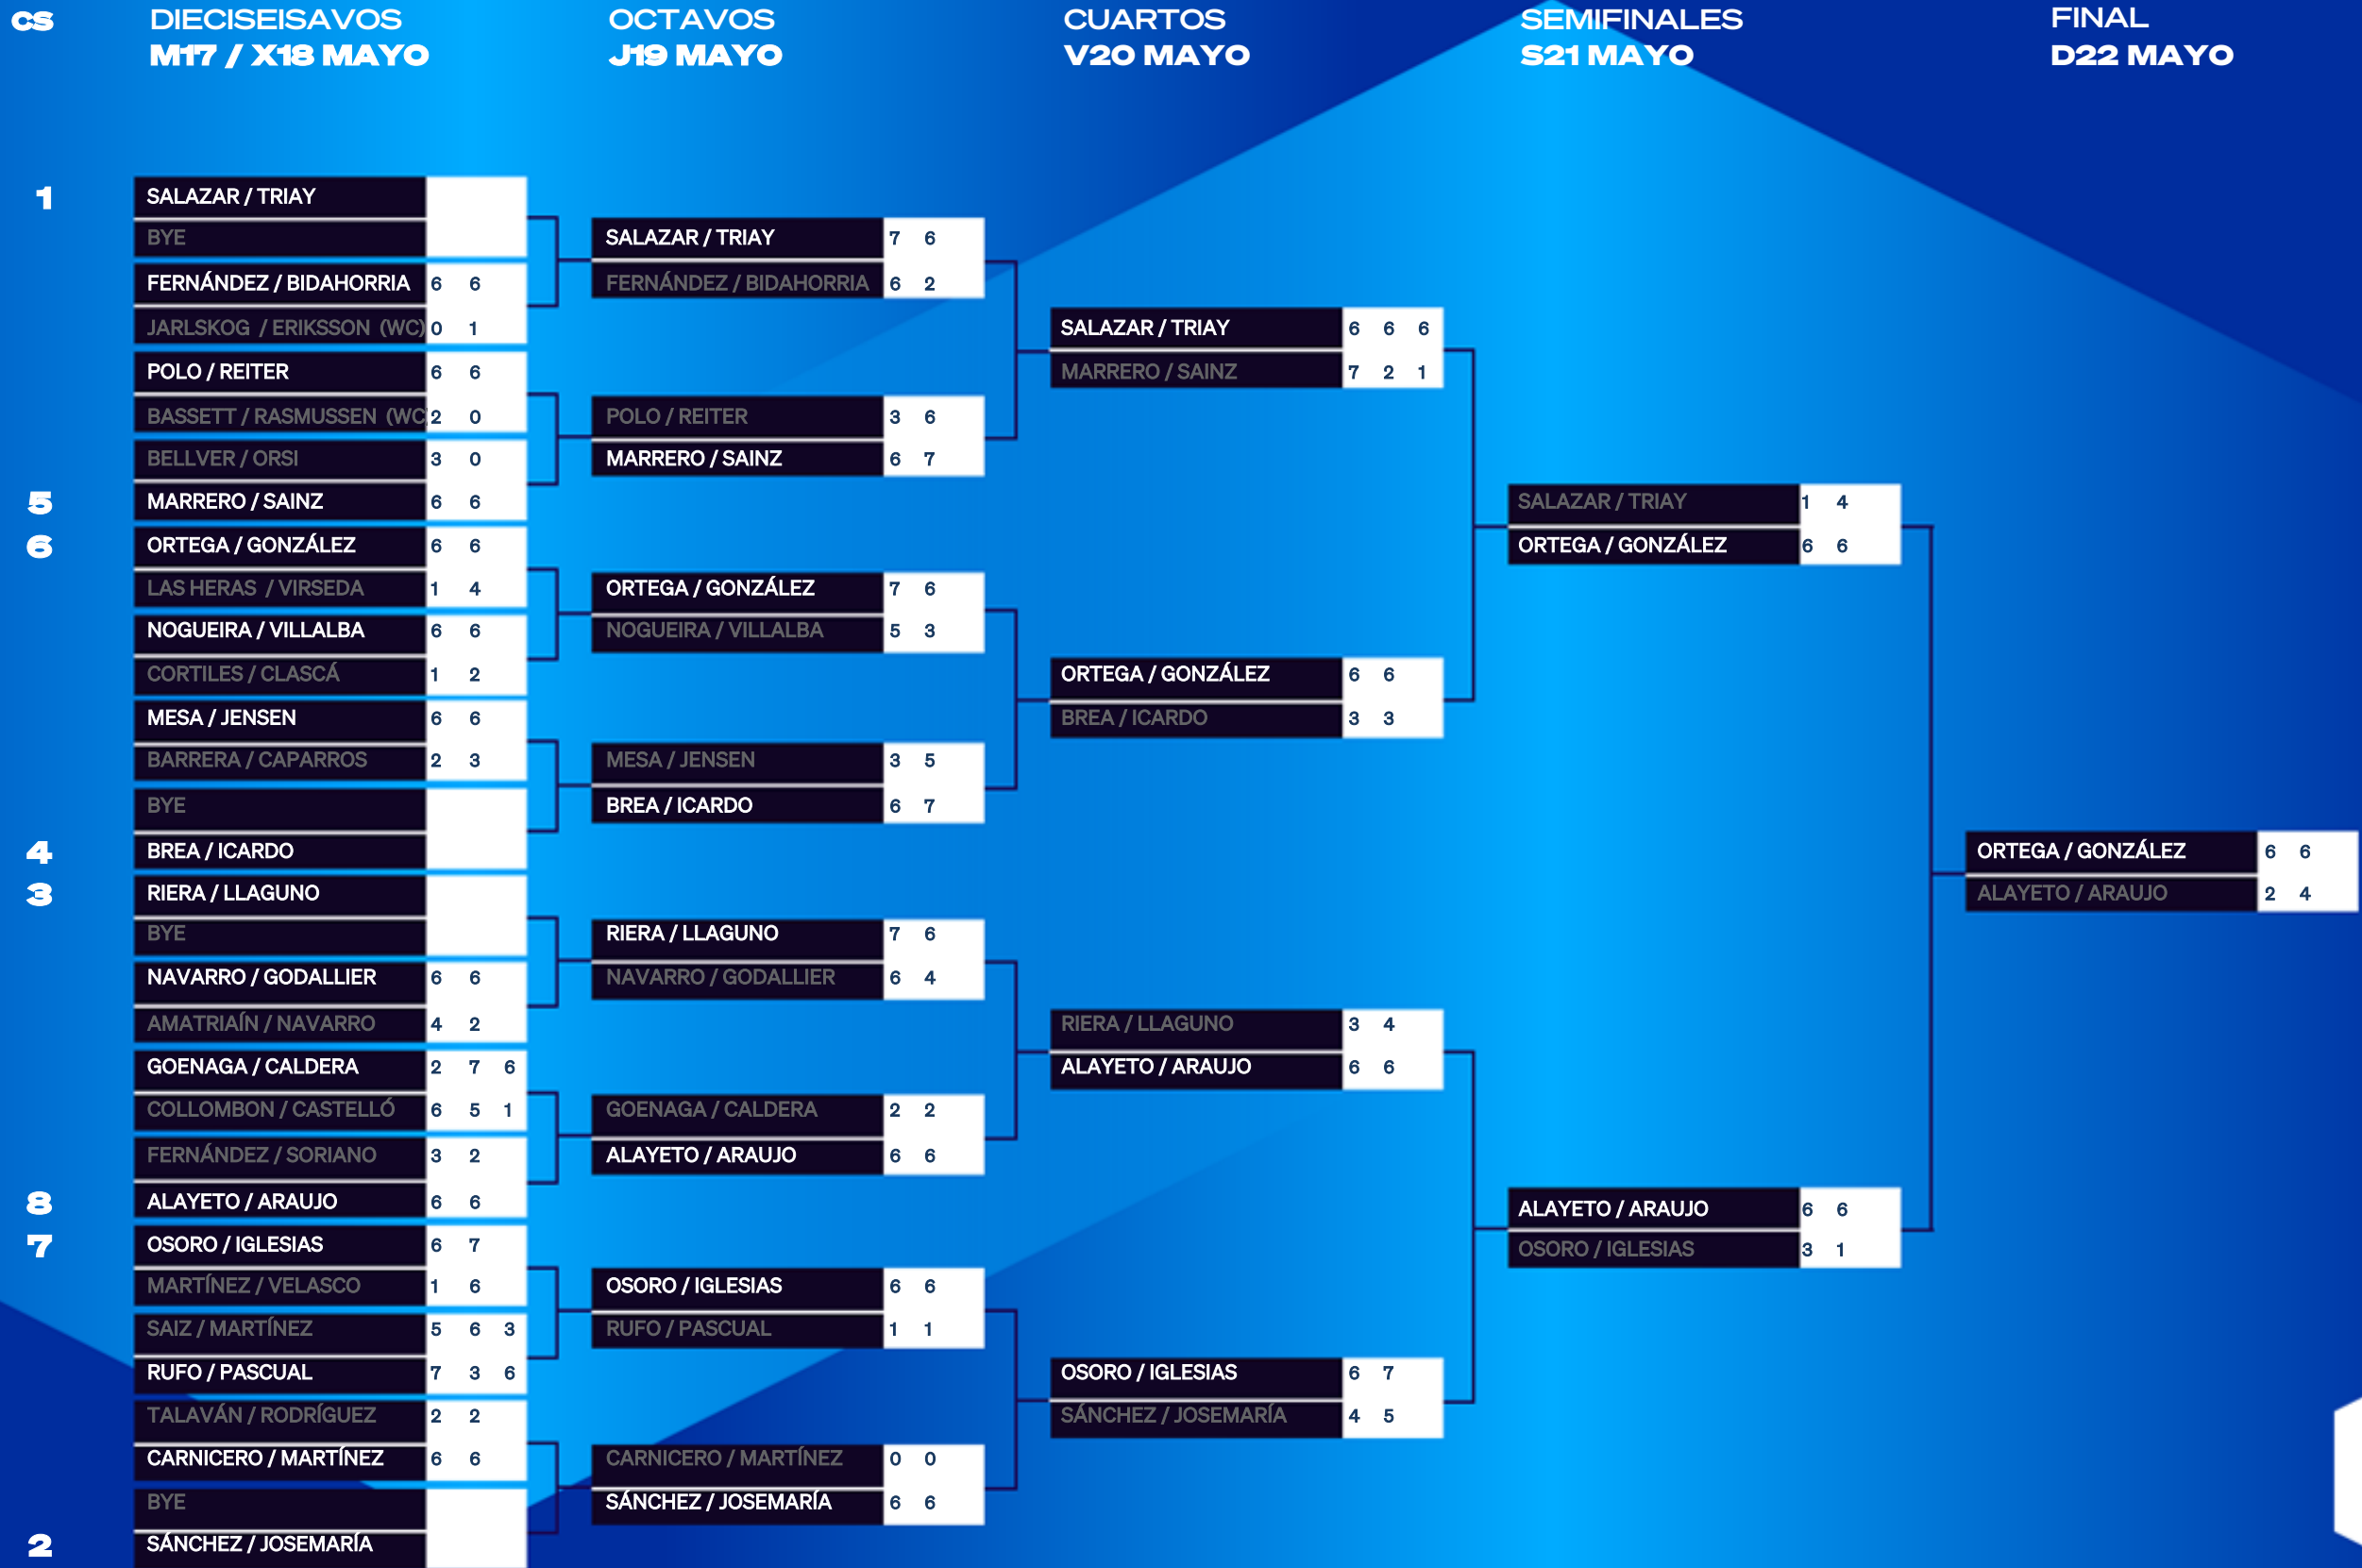 CS DIECISEISAVOS OCTAVOS CUARTOS SEMIFINALES FINAL
M17 / X18 MAYO J19 MAYO V20 MAYO S21 MAYO D22 MAYO
1 SALAZAR / TRIAY
BYE
FERNÁNDEZ / BIDAHORRIA 6 6
JARLSKOG / ERIKSSON (WC) 0 1
POLO / REITER 6 6
BASSETT / RASMUSSEN (WC) 2 0
BELLVER / ORSI 3 0
5 MARRERO / SAINZ 6 6
6 ORTEGA / GONZÁLEZ 6 6
LAS HERAS / VIRSEDA 1 4
NOGUEIRA / VILLALBA 6 6
CORTILES / CLASCÁ 1 2
MESA / JENSEN 6 6
BARRERA / CAPARROS 2 3
BYE
4 BREA / ICARDO
3 RIERA / LLAGUNO
BYE
NAVARRO / GODALLIER 6 6
AMATRIAÍN / NAVARRO 4 2
GOENAGA / CALDERA 2 7 6
COLLOMBON / CASTELLÓ 6 5 1
FERNÁNDEZ / SORIANO 3 2
8 ALAYETO / ARAUJO 6 6
7 OSORO / IGLESIAS 6 7
MARTÍNEZ / VELASCO 1 6
SAIZ / MARTÍNEZ 5 6 3
RUFO / PASCUAL 7 3 6
TALAVÁN / RODRÍGUEZ 2 2
CARNICERO / MARTÍNEZ 6 6
BYE
2 SÁNCHEZ / JOSEMARÍA
SALAZAR / TRIAY 7 6
FERNÁNDEZ / BIDAHORRIA 6 2
POLO / REITER 3 6
MARRERO / SAINZ 6 7
ORTEGA / GONZÁLEZ 7 6
NOGUEIRA / VILLALBA 5 3
MESA / JENSEN 3 5
BREA / ICARDO 6 7
RIERA / LLAGUNO 7 6
NAVARRO / GODALLIER 6 4
GOENAGA / CALDERA 2 2
ALAYETO / ARAUJO 6 6
OSORO / IGLESIAS 6 6
RUFO / PASCUAL 1 1
CARNICERO / MARTÍNEZ 0 0
SÁNCHEZ / JOSEMARÍA 6 6
SALAZAR / TRIAY 6 6 6
MARRERO / SAINZ 7 2 1
ORTEGA / GONZÁLEZ 6 6
BREA / ICARDO 3 3
RIERA / LLAGUNO 3 4
ALAYETO / ARAUJO 6 6
OSORO / IGLESIAS 6 7
SÁNCHEZ / JOSEMARÍA 4 5
SALAZAR / TRIAY 1 4
ORTEGA / GONZÁLEZ 6 6
ALAYETO / ARAUJO 6 6
OSORO / IGLESIAS 3 1
ORTEGA / GONZÁLEZ 6 6
ALAYETO / ARAUJO 2 4